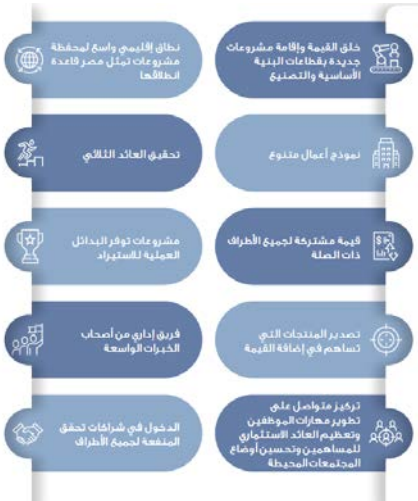 خلق القيمة وإقامة مشروعات
جديدة بقطاعات البنية
الأساسية والتصنيع
نطاق إقليمي واسع لمحفظة
مشروعات تمثل مصر قاعدة
انطلاقها
نموذج أعمال متنوع
تحقيق العائد الثلاثي
قيمة مشتركة لجميع الأطراف
ذات الصلة
مشروعات توفر البدائل
العملية للاستيراد
تصدير المنتجات التي
تساهم في إضافة القيمة
فريق إداري من أصحاب
الخبرات الواسعة
تركيز متواصل على
تطوير مهارات الموظفين
وتعظيم العائد الاستثماري
للمساهمين وتحسين أوضاع
المجتمعات المحيطة
الدخول في شراكات تحقق
المنفعة لجميع الأطراف